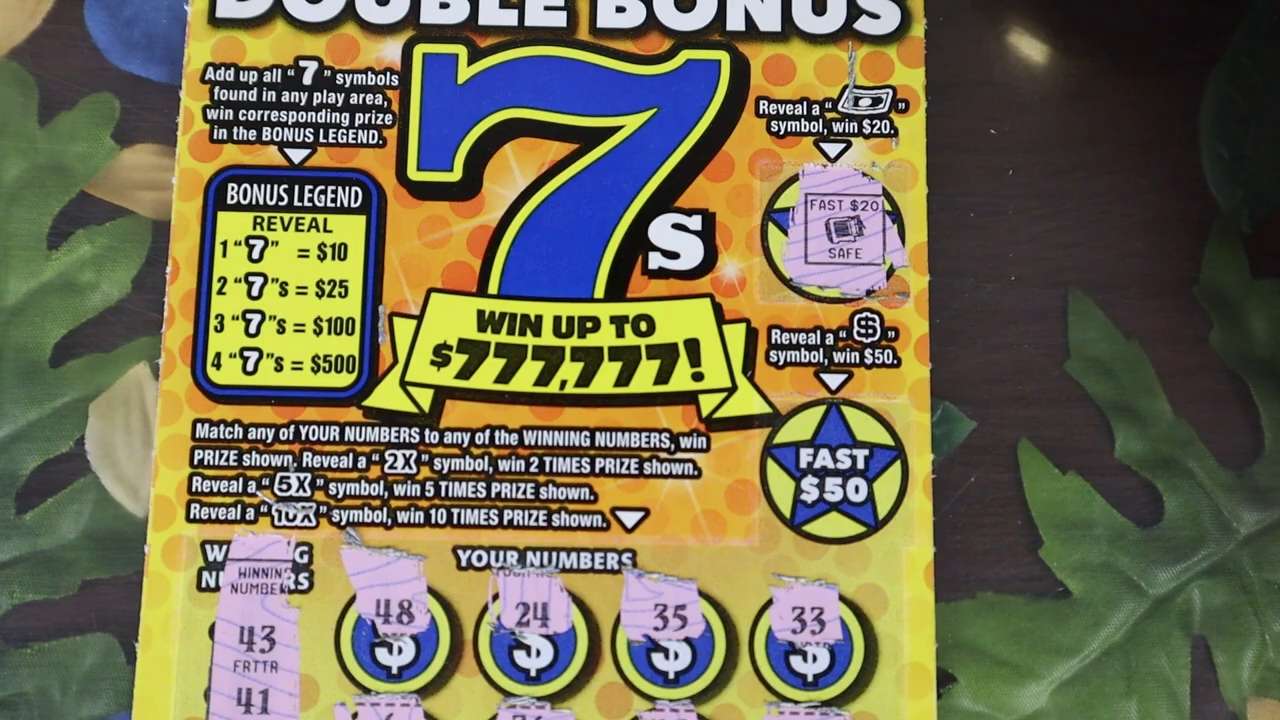 DOUBLE BONUS
7s
Add up all "7" symbols
found in any play area,
win corresponding prize
in the BONUS LEGEND.
BONUS LEGEND
REVEAL
1 "7" = $10
2 "7"s = $25
3 "7"s = $100
4 "7"s = $500
WIN UP TO
$777,777!
Reveal a " "
symbol, win $20.
FAST $20
SAFE
Reveal a "$"
symbol, win $50.
FAST
$50
Match any of YOUR NUMBERS to any of the WINNING NUMBERS, win
PRIZE shown. Reveal a "2X" symbol, win 2 TIMES PRIZE shown.
Reveal a "5X" symbol, win 5 TIMES PRIZE shown.
Reveal a "10X" symbol, win 10 TIMES PRIZE shown.
YOUR NUMBERS
43
FRTTR
41
48
$
24
$
35
$
33
$